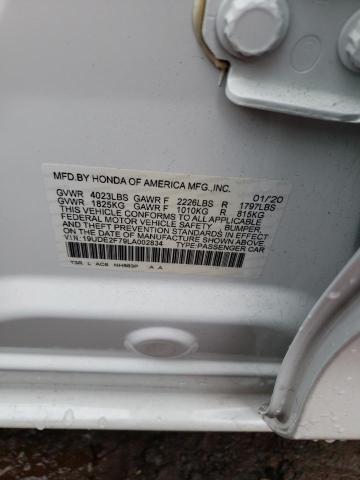 MFD.BY HONDA OF AMERICA MFG.,INC. 01/20
GVWR 4023LBS GAWR F 2226LBS R 1797LBS
GVWR 1825KG GAWR F 1010KG R 815KG
THIS VEHICLE CONFORMS TO ALL APPLICABLE
FEDERAL MOTOR VEHICLE SAFETY, BUMPER,
AND THEFT PREVENTION STANDARDS IN EFFECT
ON THE DATE OF MANUFACTURE SHOWN ABOVE.
VIN:19UDE2F79LA002834 TYPE:PASSENGER CAR
L AC6 NH883P A A